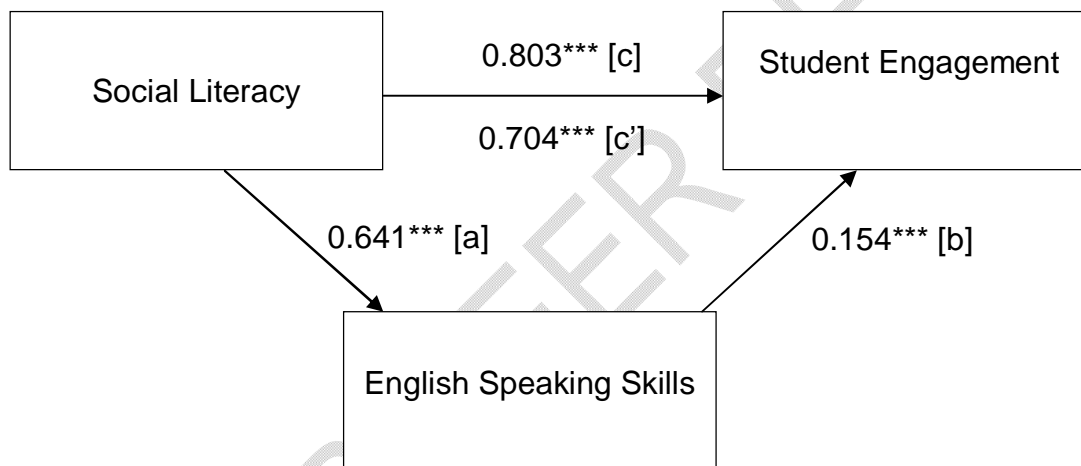 0.803*** [c]
Student Engagement
Social Literacy
0.704*** [c’]
0.641*** [a]
0.154*** [b]
English Speaking Skills